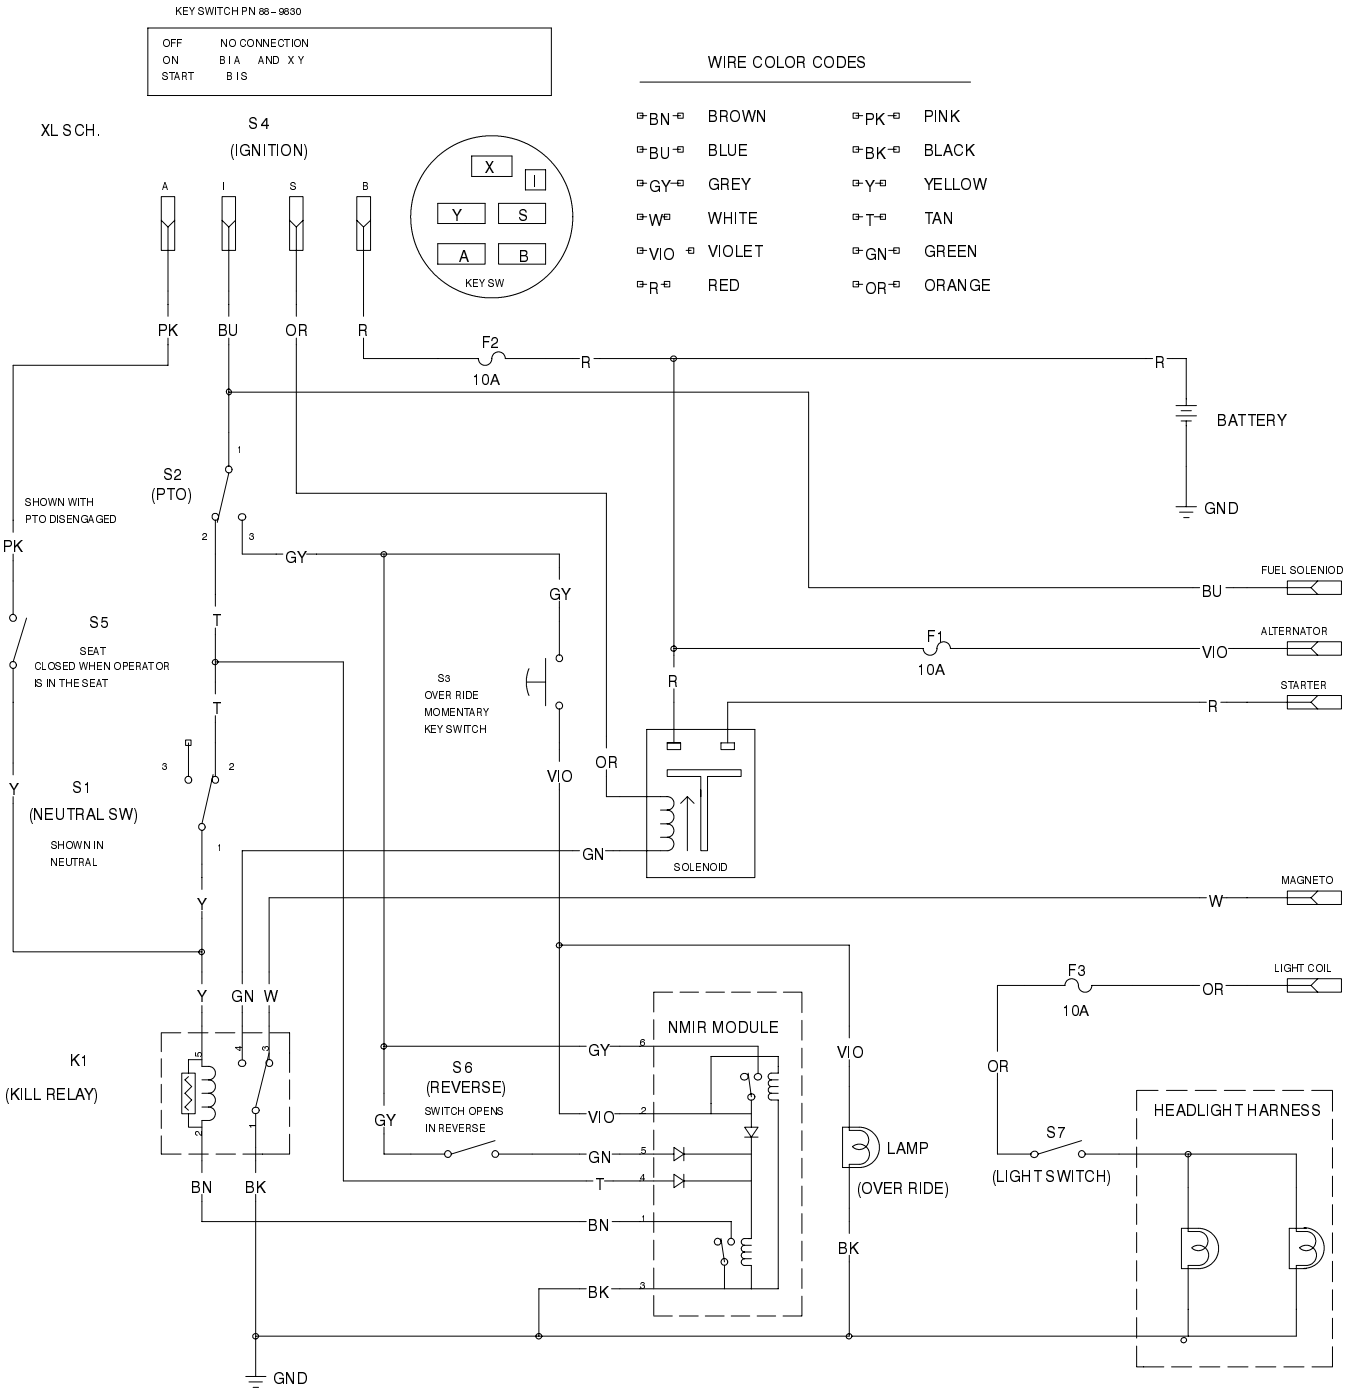 KEY SWITCH PN 88-9830
OFF NO CONNECTION
ON B I A AND X Y
START B I S
WIRE COLOR CODES
BN BROWN PK PINK
BU BLUE BK BLACK
GY GREY Y YELLOW
W WHITE T TAN
VIO VIOLET GN GREEN
R RED OR ORANGE
XL SCH.
S4
(IGNITION)
A I S B
X
I
Y S
A B
KEY SW
PK BU OR R
F2
10A
R
R
BATTERY
GND
1
S2
(PTO)
SHOWN WITH
PTO DISENGAGED
2 3
PK
GY
GY
FUEL SOLENIOD
BU
T
S5
SEAT
CLOSED WHEN OPERATOR
IS IN THE SEAT
ALTERNATOR
F1
10A
VIO
S3
OVER RIDE
MOMENTARY
KEY SWITCH
R
STARTER
R
T
3 2
Y
S1
(NEUTRAL SW)
SHOWN IN
NEUTRAL
1
VIO
OR
GN
SOLENOID
MAGNETO
W
Y
LIGHT COIL
F3
10A
OR
Y GN W
NMIR MODULE
K1
(KILL RELAY)
5 4 3
2 1
GY 6
S6
(REVERSE)
SWITCH OPENS
IN REVERSE
VIO
OR
GY
VIO 2
HEADLIGHT HARNESS
S7
(LIGHT SWITCH)
LAMP
(OVER RIDE)
GN 5
T 4
BN BK
BN 1
BK
BK 3
GND